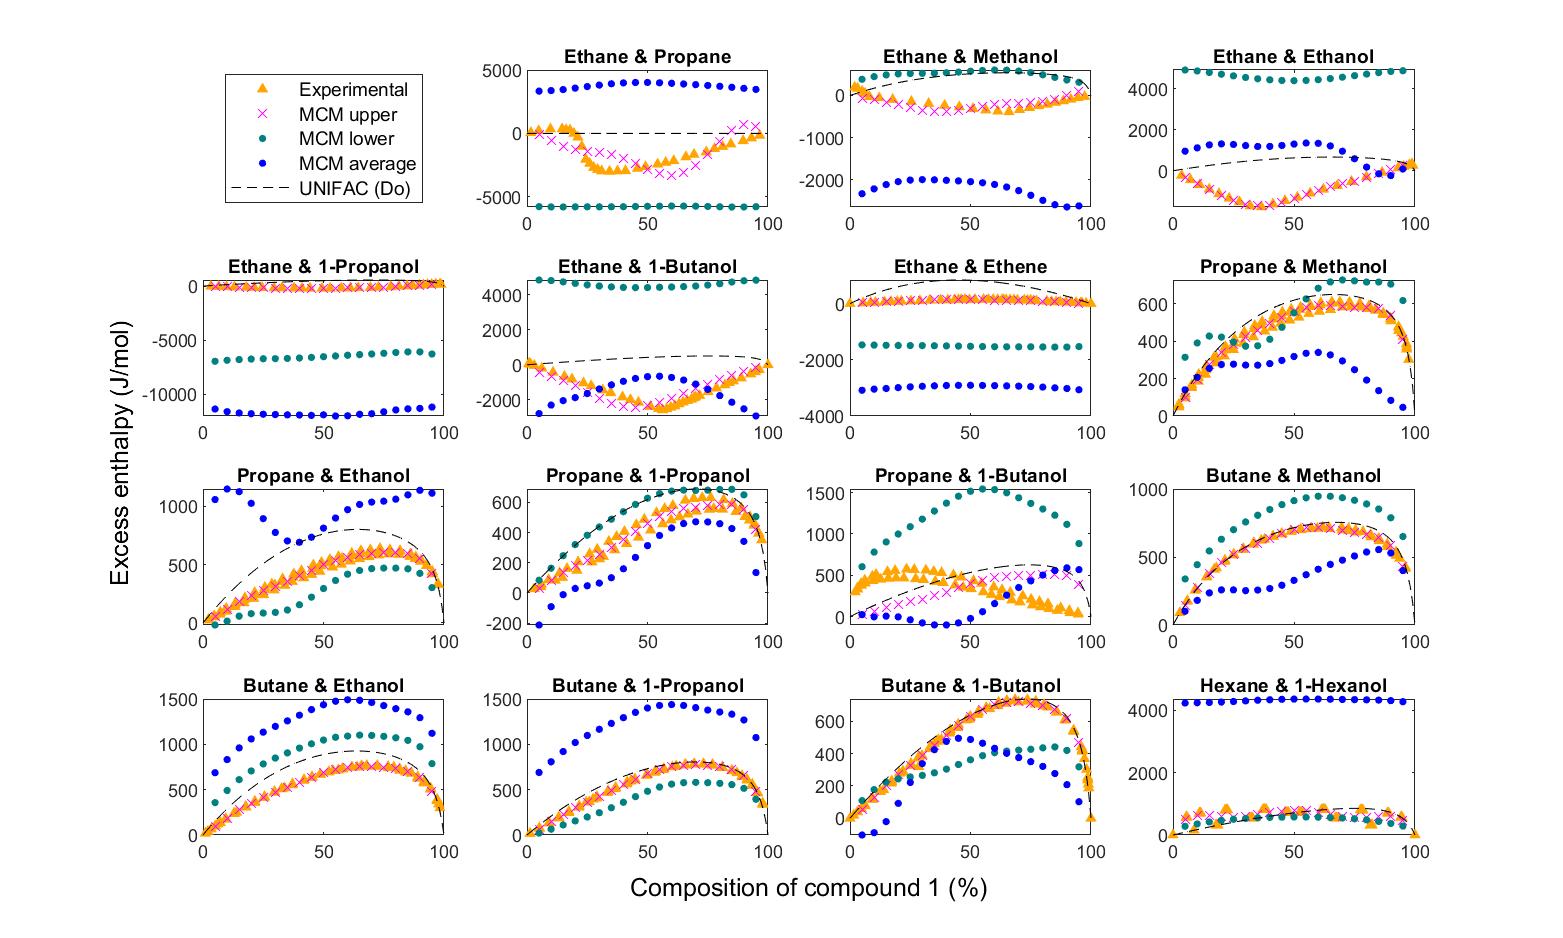 Experimental
MCM upper
MCM lower
MCM average
UNIFAC (Do)
Ethane & Propane
5000
0
-5000
0 50 100
Ethane & Methanol
0
-1000
-2000
0 50 100
Ethane & Ethanol
4000
2000
0
0 50 100
Ethane & 1-Propanol
0
-5000
-10000
0 50 100
Ethane & 1-Butanol
4000
2000
0
-2000
0 50 100
Ethane & Ethene
0
-2000
-4000
0 50 100
Propane & Methanol
600
400
200
0
0 50 100
Propane & Ethanol
1000
500
0
0 50 100
Propane & 1-Propanol
600
400
200
0
-200
0 50 100
Propane & 1-Butanol
1500
1000
500
0
0 50 100
Butane & Methanol
1000
500
0
0 50 100
Butane & Ethanol
1500
1000
500
0
0 50 100
Butane & 1-Propanol
1500
1000
500
0
0 50 100
Butane & 1-Butanol
600
400
200
0
0 50 100
Hexane & 1-Hexanol
4000
2000
0
0 50 100
Excess enthalpy (J/mol)
Composition of compound 1 (%)